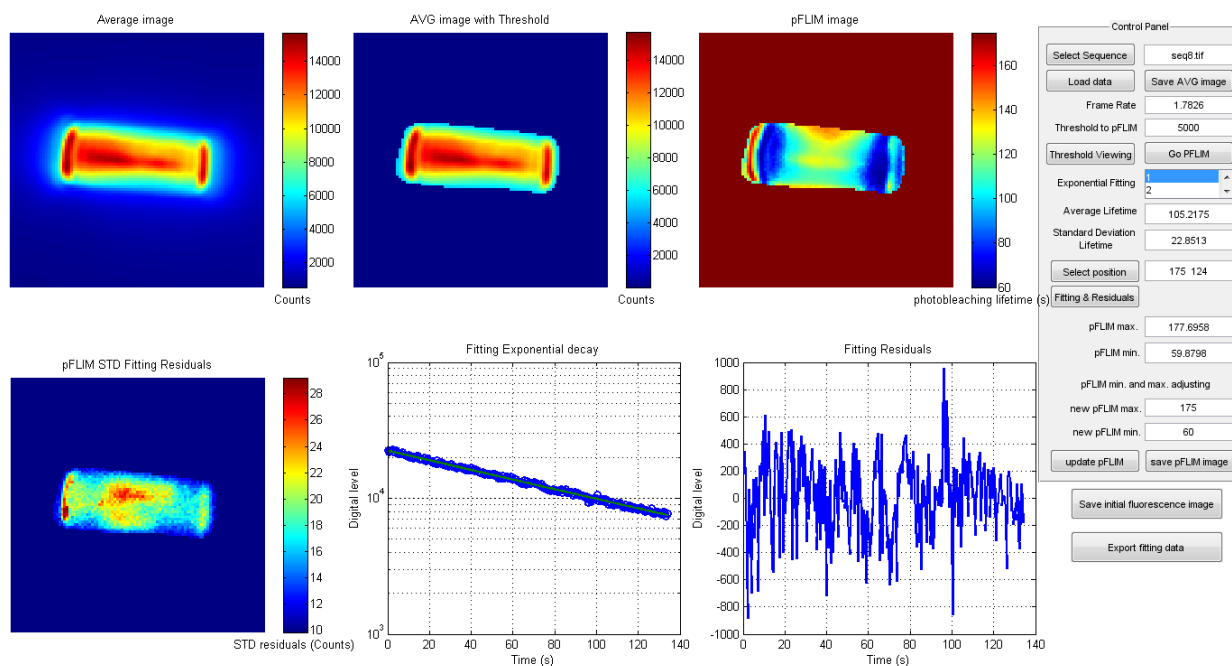 Average image
14000
12000
10000
8000
6000
4000
2000
Counts
AVG image with Threshold
14000
12000
10000
8000
6000
4000
2000
Counts
pFLIM image
160
140
120
100
80
60
photobleaching lifetime (s)
Control Panel
Select Sequence
seq8.tif
Load data
Save AVG image
Frame Rate
1.7826
Threshold to pFLIM
5000
Threshold Viewing
Go PFLIM
Exponential Fitting
1
2
Average Lifetime
105.2175
Standard Deviation
Lifetime
22.8513
Select position
175 124
Fitting & Residuals
pFLIM max.
177.6958
pFLIM min.
59.8798
pFLIM min. and max. adjusting
new pFLIM max.
175
new pFLIM min.
60
update pFLIM
save pFLIM image
Save initial fluorescence image
Export fitting data
pFLIM STD Fitting Residuals
28
26
24
22
20
18
16
14
12
10
STD residuals (Counts)
Fitting Exponential decay
Digital level
10^5
10^4
10^3
0 20 40 60 80 100 120 140
Time (s)
Fitting Residuals
Digital level
1000
800
600
400
200
0
-200
-400
-600
-800
-1000
0 20 40 60 80 100 120 140
Time (s)